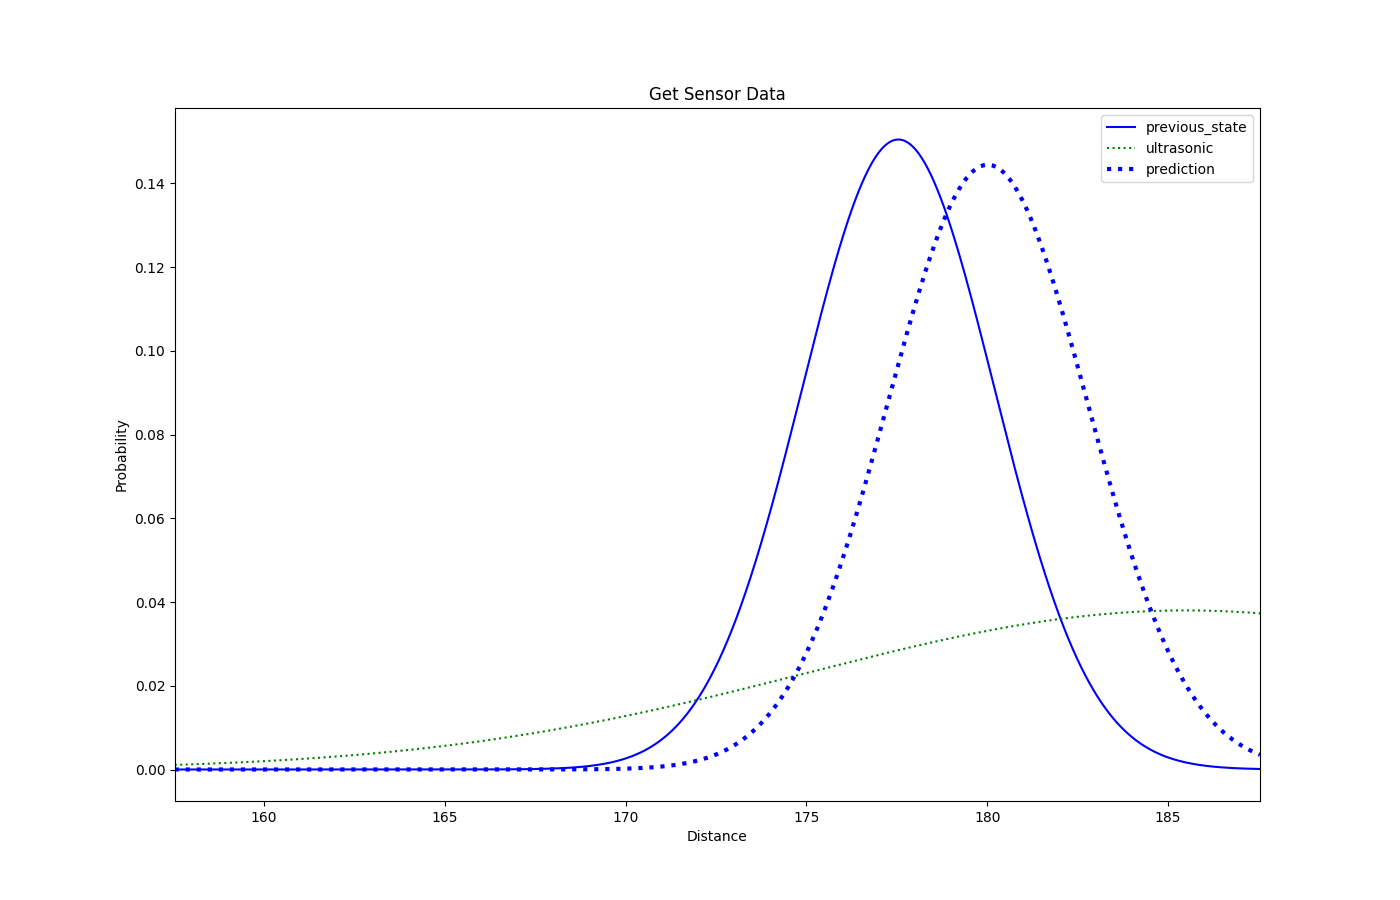 Get Sensor Data
previous_state
ultrasonic
prediction
Probability
0.14
0.12
0.10
0.08
0.06
0.04
0.02
0.00
160
165
170
175
180
185
Distance